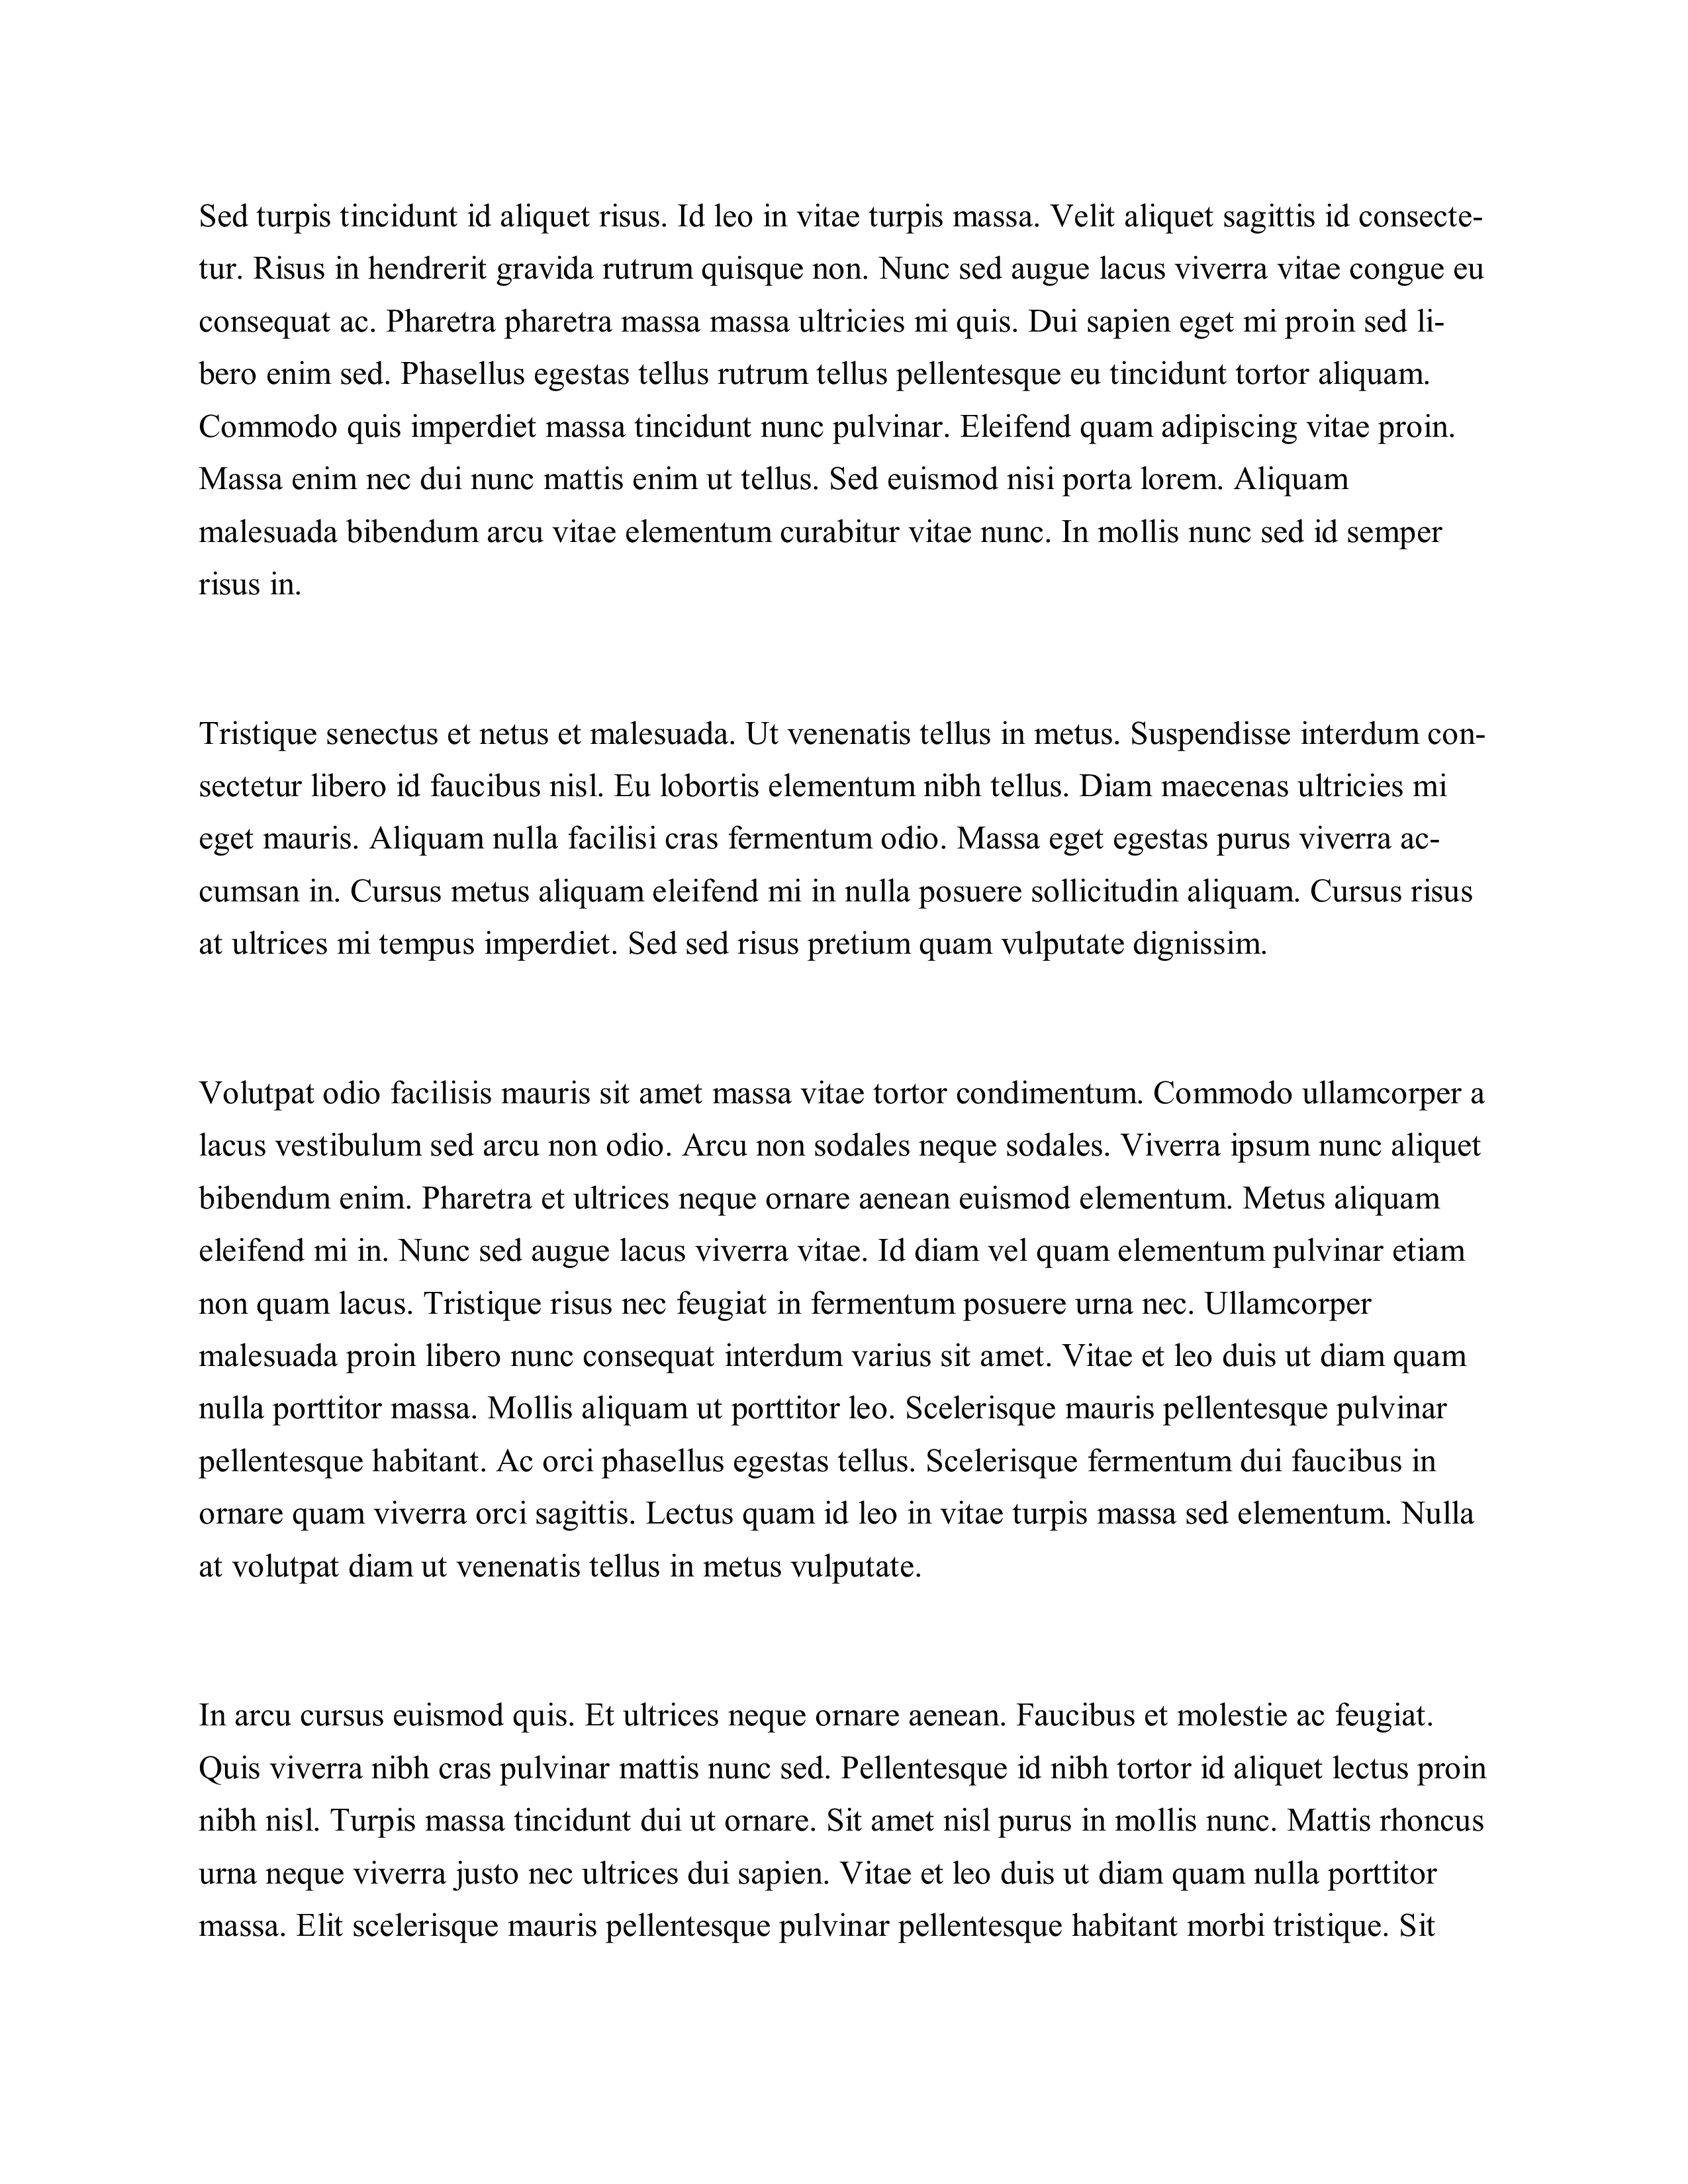 Sed turpis tincidunt id aliquet risus. Id leo in vitae turpis massa. Velit aliquet sagittis id consecte-
tur. Risus in hendrerit gravida rutrum quisque non. Nunc sed augue lacus viverra vitae congue eu
consequat ac. Pharetra pharetra massa massa ultricies mi quis. Dui sapien eget mi proin sed li-
bero enim sed. Phasellus egestas tellus rutrum tellus pellentesque eu tincidunt tortor aliquam.
Commodo quis imperdiet massa tincidunt nunc pulvinar. Eleifend quam adipiscing vitae proin.
Massa enim nec dui nunc mattis enim ut tellus. Sed euismod nisi porta lorem. Aliquam
malesuada bibendum arcu vitae elementum curabitur vitae nunc. In mollis nunc sed id semper
risus in.
Tristique senectus et netus et malesuada. Ut venenatis tellus in metus. Suspendisse interdum con-
sectetur libero id faucibus nisl. Eu lobortis elementum nibh tellus. Diam maecenas ultricies mi
eget mauris. Aliquam nulla facilisi cras fermentum odio. Massa eget egestas purus viverra ac-
cumsan in. Cursus metus aliquam eleifend mi in nulla posuere sollicitudin aliquam. Cursus risus
at ultrices mi tempus imperdiet. Sed sed risus pretium quam vulputate dignissim.
Volutpat odio facilisis mauris sit amet massa vitae tortor condimentum. Commodo ullamcorper a
lacus vestibulum sed arcu non odio. Arcu non sodales neque sodales. Viverra ipsum nunc aliquet
bibendum enim. Pharetra et ultrices neque ornare aenean euismod elementum. Metus aliquam
eleifend mi in. Nunc sed augue lacus viverra vitae. Id diam vel quam elementum pulvinar etiam
non quam lacus. Tristique risus nec feugiat in fermentum posuere urna nec. Ullamcorper
malesuada proin libero nunc consequat interdum varius sit amet. Vitae et leo duis ut diam quam
nulla porttitor massa. Mollis aliquam ut porttitor leo. Scelerisque mauris pellentesque pulvinar
pellentesque habitant. Ac orci phasellus egestas tellus. Scelerisque fermentum dui faucibus in
ornare quam viverra orci sagittis. Lectus quam id leo in vitae turpis massa sed elementum. Nulla
at volutpat diam ut venenatis tellus in metus vulputate.
In arcu cursus euismod quis. Et ultrices neque ornare aenean. Faucibus et molestie ac feugiat.
Quis viverra nibh cras pulvinar mattis nunc sed. Pellentesque id nibh tortor id aliquet lectus proin
nibh nisl. Turpis massa tincidunt dui ut ornare. Sit amet nisl purus in mollis nunc. Mattis rhoncus
urna neque viverra justo nec ultrices dui sapien. Vitae et leo duis ut diam quam nulla porttitor
massa. Elit scelerisque mauris pellentesque pulvinar pellentesque habitant morbi tristique. Sit